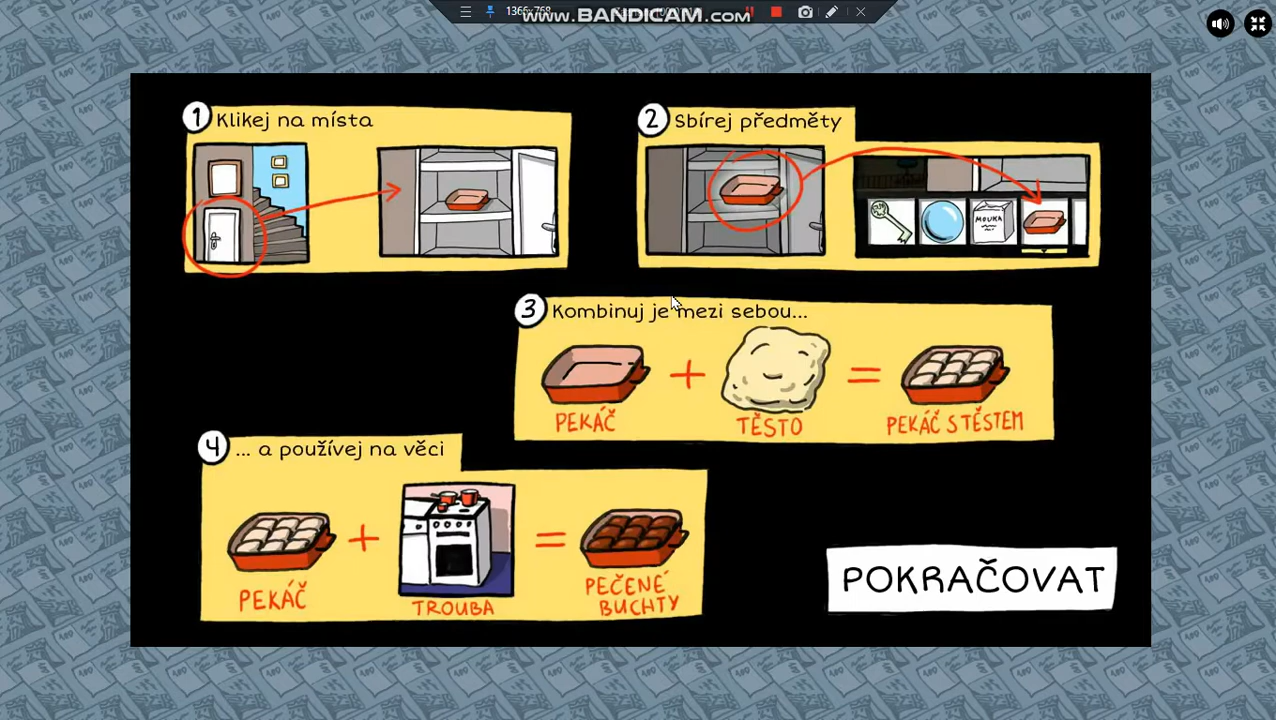 1366x768
WWW.BANDICAM.COM
1 Klikej na místa
2 Sbírej předměty
MOUKA
3 Kombinuj je mezi sebou...
+ =
PEKÁČ TĚSTO PEKÁČ S TĚSTEM
4 ... a používej na věci
+ =
PEKÁČ TROUBA PEČENÉ
BUCHTY
POKRAČOVAT